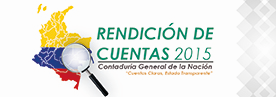 RENDICIÓN DE
CUENTAS 2015
Contaduría General de la Nación
"Cuentas Claras, Estado Transparente"